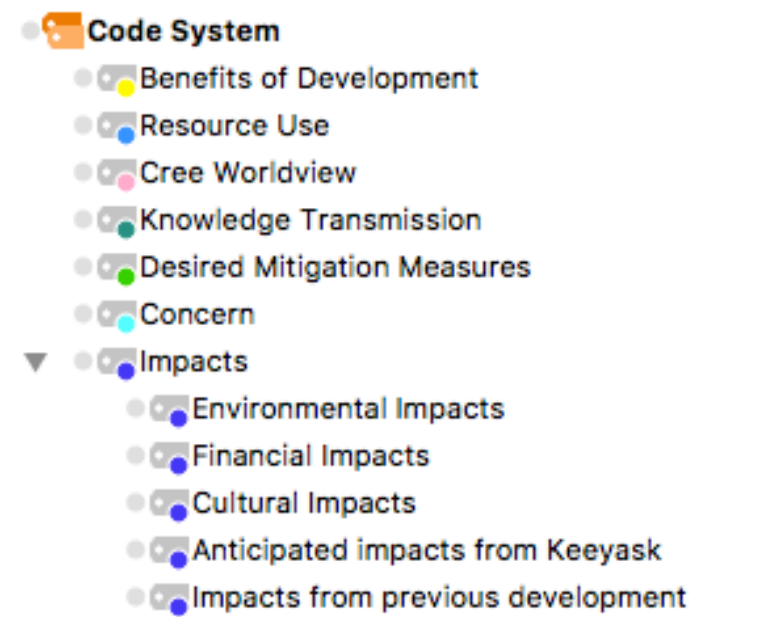 Code System
Benefits of Development
Resource Use
Cree Worldview
Knowledge Transmission
Desired Mitigation Measures
Concern
Impacts
Environmental Impacts
Financial Impacts
Cultural Impacts
Anticipated impacts from Keeyask
Impacts from previous development